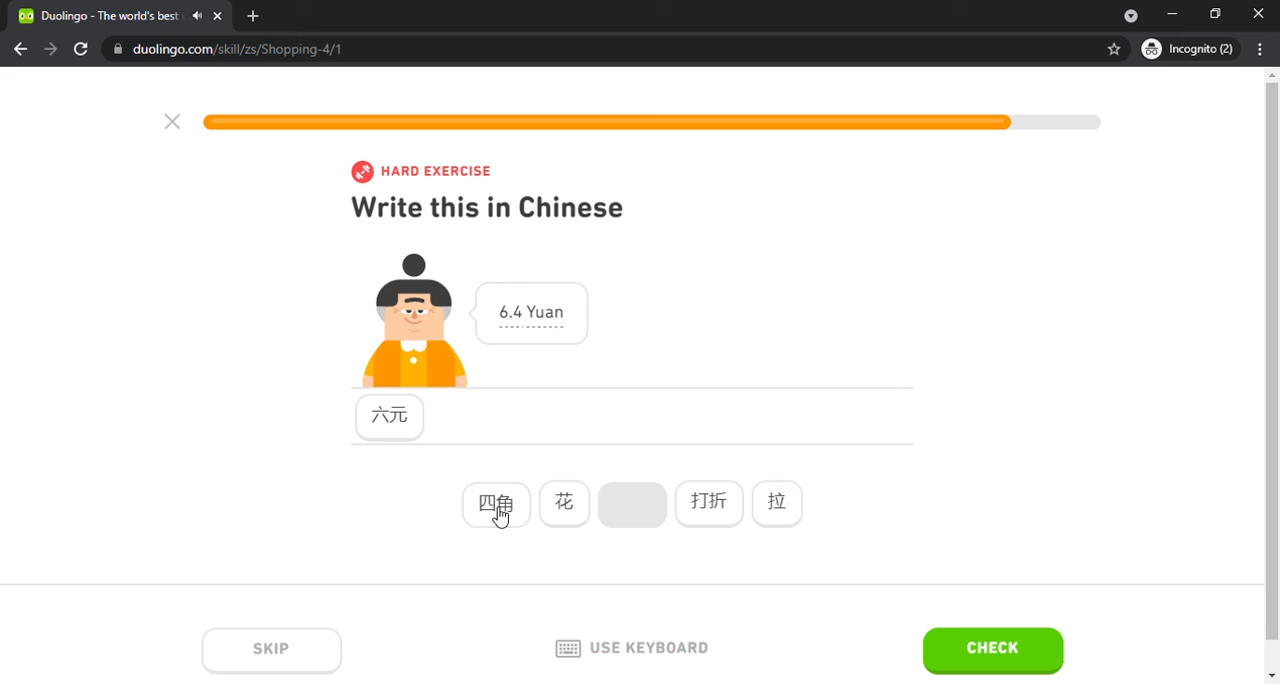 Duolingo - The world's best
duolingo.com/skill/zs/Shopping-4/1
Incognito (2)
HARD EXERCISE
Write this in Chinese
6.4 Yuan
六元
四角 花 打折 拉
SKIP
USE KEYBOARD
CHECK